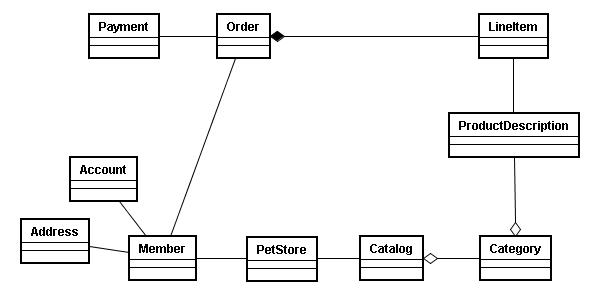 Payment
Order
LineItem
ProductDescription
Account
Address
Member
PetStore
Catalog
Category